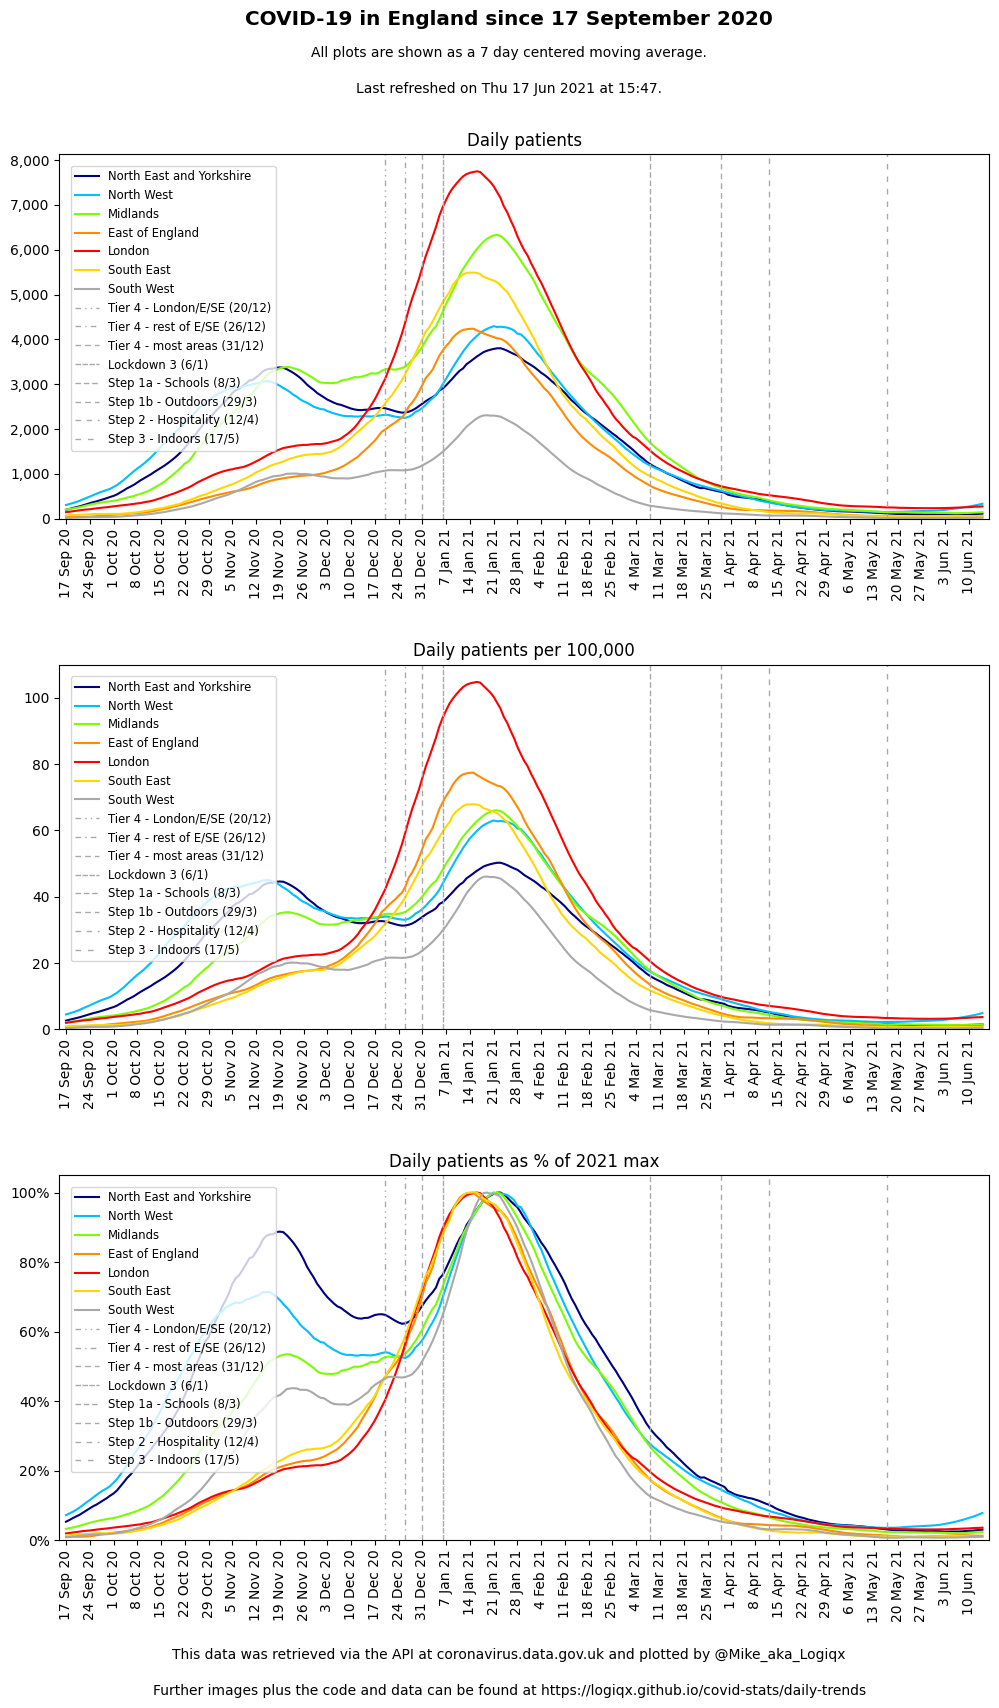 COVID-19 in England since 17 September 2020
All plots are shown as a 7 day centered moving average.
Last refreshed on Thu 17 Jun 2021 at 15:47.
Daily patients
8,000
7,000
6,000
5,000
4,000
3,000
2,000
1,000
0
North East and Yorkshire
North West
Midlands
East of England
London
South East
South West
Tier 4 - London/E/SE (20/12)
Tier 4 - rest of E/SE (26/12)
Tier 4 - most areas (31/12)
Lockdown 3 (6/1)
Step 1a - Schools (8/3)
Step 1b - Outdoors (29/3)
Step 2 - Hospitality (12/4)
Step 3 - Indoors (17/5)
17 Sep 20
24 Sep 20
1 Oct 20
8 Oct 20
15 Oct 20
22 Oct 20
29 Oct 20
5 Nov 20
12 Nov 20
19 Nov 20
26 Nov 20
3 Dec 20
10 Dec 20
17 Dec 20
24 Dec 20
31 Dec 20
7 Jan 21
14 Jan 21
21 Jan 21
28 Jan 21
4 Feb 21
11 Feb 21
18 Feb 21
25 Feb 21
4 Mar 21
11 Mar 21
18 Mar 21
25 Mar 21
1 Apr 21
8 Apr 21
15 Apr 21
22 Apr 21
29 Apr 21
6 May 21
13 May 21
20 May 21
27 May 21
3 Jun 21
10 Jun 21
Daily patients per 100,000
100
80
60
40
20
0
North East and Yorkshire
North West
Midlands
East of England
London
South East
South West
Tier 4 - London/E/SE (20/12)
Tier 4 - rest of E/SE (26/12)
Tier 4 - most areas (31/12)
Lockdown 3 (6/1)
Step 1a - Schools (8/3)
Step 1b - Outdoors (29/3)
Step 2 - Hospitality (12/4)
Step 3 - Indoors (17/5)
17 Sep 20
24 Sep 20
1 Oct 20
8 Oct 20
15 Oct 20
22 Oct 20
29 Oct 20
5 Nov 20
12 Nov 20
19 Nov 20
26 Nov 20
3 Dec 20
10 Dec 20
17 Dec 20
24 Dec 20
31 Dec 20
7 Jan 21
14 Jan 21
21 Jan 21
28 Jan 21
4 Feb 21
11 Feb 21
18 Feb 21
25 Feb 21
4 Mar 21
11 Mar 21
18 Mar 21
25 Mar 21
1 Apr 21
8 Apr 21
15 Apr 21
22 Apr 21
29 Apr 21
6 May 21
13 May 21
20 May 21
27 May 21
3 Jun 21
10 Jun 21
Daily patients as % of 2021 max
100%
80%
60%
40%
20%
0%
North East and Yorkshire
North West
Midlands
East of England
London
South East
South West
Tier 4 - London/E/SE (20/12)
Tier 4 - rest of E/SE (26/12)
Tier 4 - most areas (31/12)
Lockdown 3 (6/1)
Step 1a - Schools (8/3)
Step 1b - Outdoors (29/3)
Step 2 - Hospitality (12/4)
Step 3 - Indoors (17/5)
17 Sep 20
24 Sep 20
1 Oct 20
8 Oct 20
15 Oct 20
22 Oct 20
29 Oct 20
5 Nov 20
12 Nov 20
19 Nov 20
26 Nov 20
3 Dec 20
10 Dec 20
17 Dec 20
24 Dec 20
31 Dec 20
7 Jan 21
14 Jan 21
21 Jan 21
28 Jan 21
4 Feb 21
11 Feb 21
18 Feb 21
25 Feb 21
4 Mar 21
11 Mar 21
18 Mar 21
25 Mar 21
1 Apr 21
8 Apr 21
15 Apr 21
22 Apr 21
29 Apr 21
6 May 21
13 May 21
20 May 21
27 May 21
3 Jun 21
10 Jun 21
This data was retrieved via the API at coronavirus.data.gov.uk and plotted by @Mike_aka_Logiqx
Further images plus the code and data can be found at https://logiqx.github.io/covid-stats/daily-trends